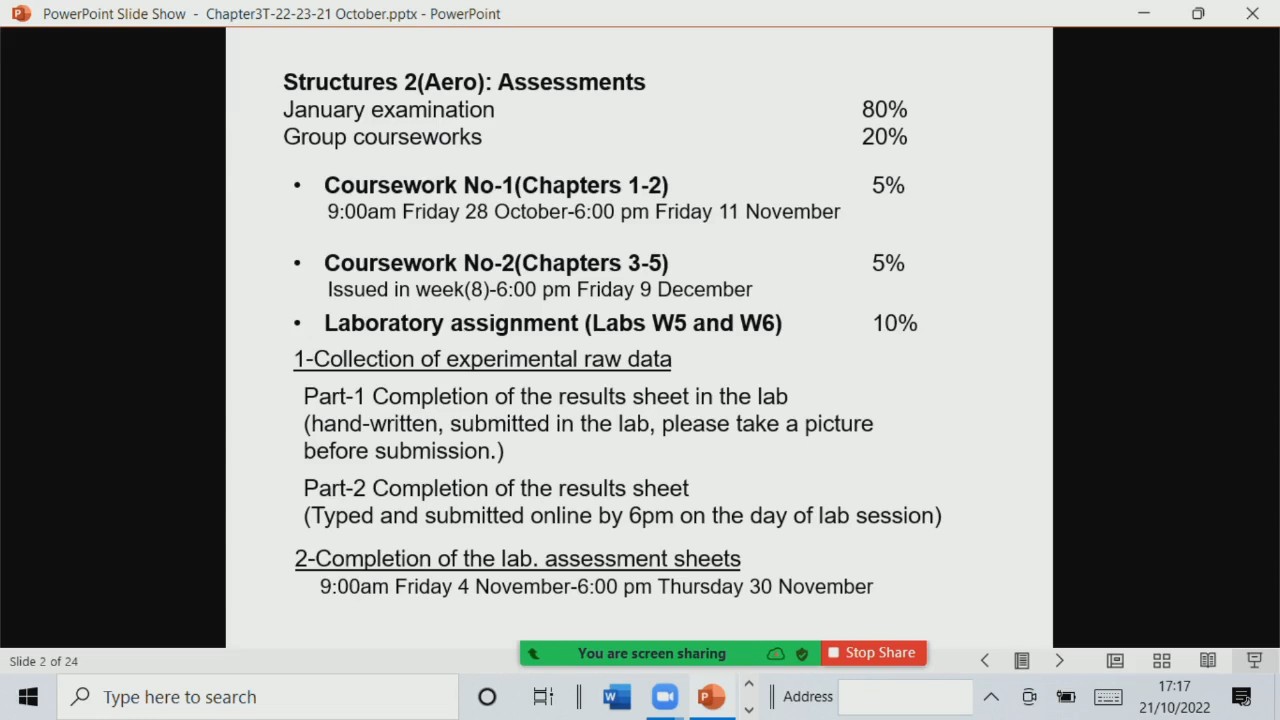 PowerPoint Slide Show - Chapter3T-22-23-21 October.pptx - PowerPoint
Structures 2(Aero): Assessments
January examination 80%
Group courseworks 20%
• Coursework No-1(Chapters 1-2) 5%
9:00am Friday 28 October-6:00 pm Friday 11 November
• Coursework No-2(Chapters 3-5) 5%
Issued in week(8)-6:00 pm Friday 9 December
• Laboratory assignment (Labs W5 and W6) 10%
1-Collection of experimental raw data
Part-1 Completion of the results sheet in the lab
(hand-written, submitted in the lab, please take a picture
before submission.)
Part-2 Completion of the results sheet
(Typed and submitted online by 6pm on the day of lab session)
2-Completion of the lab. assessment sheets
9:00am Friday 4 November-6:00 pm Thursday 30 November
You are screen sharing Stop Share
Slide 2 of 24
Type here to search
Address
17:17
21/10/2022